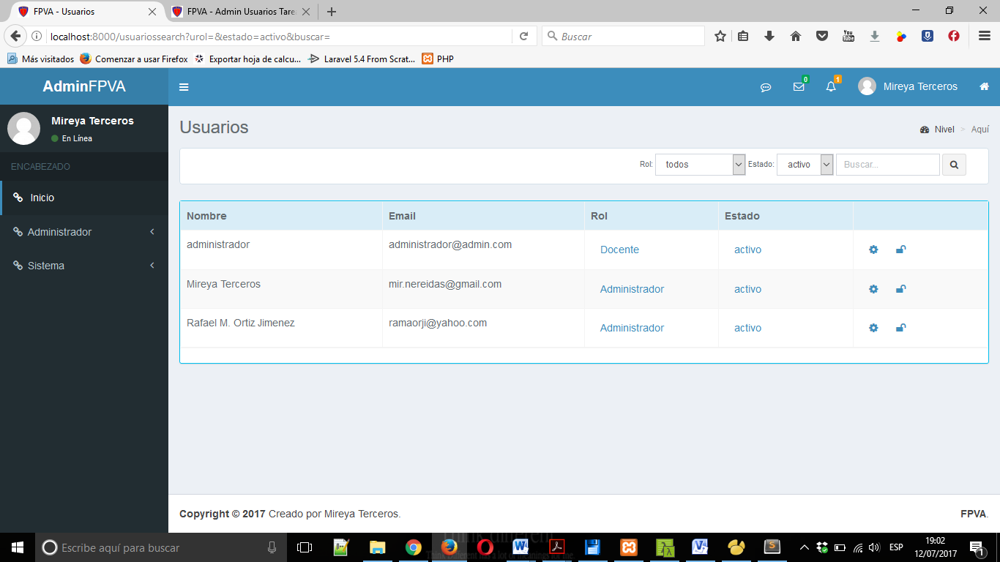 FPVA - Usuarios
FPVA - Admin Usuarios Tare
localhost:8000/usuariossearch?urol=&estado=activo&buscar=
Buscar
You Tube
Más visitados
Comenzar a usar Firefox
Exportar hoja de calcu...
Laravel 5.4 From Scrat...
PHP
AdminFPVA
0
1
Mireya Terceros
Mireya Terceros
En Línea
ENCABEZADO
Inicio
Administrador
Sistema
Usuarios
Nivel > Aquí
Rol: todos Estado: activo Buscar...
Nombre Email Rol Estado
administrador administrador@admin.com Docente activo
Mireya Terceros mir.nereidas@gmail.com Administrador activo
Rafael M. Ortiz Jimenez ramaorji@yahoo.com Administrador activo
Copyright © 2017 Creado por Mireya Terceros.
FPVA.
Escribe aquí para buscar
ESP
19:02
12/07/2017
1